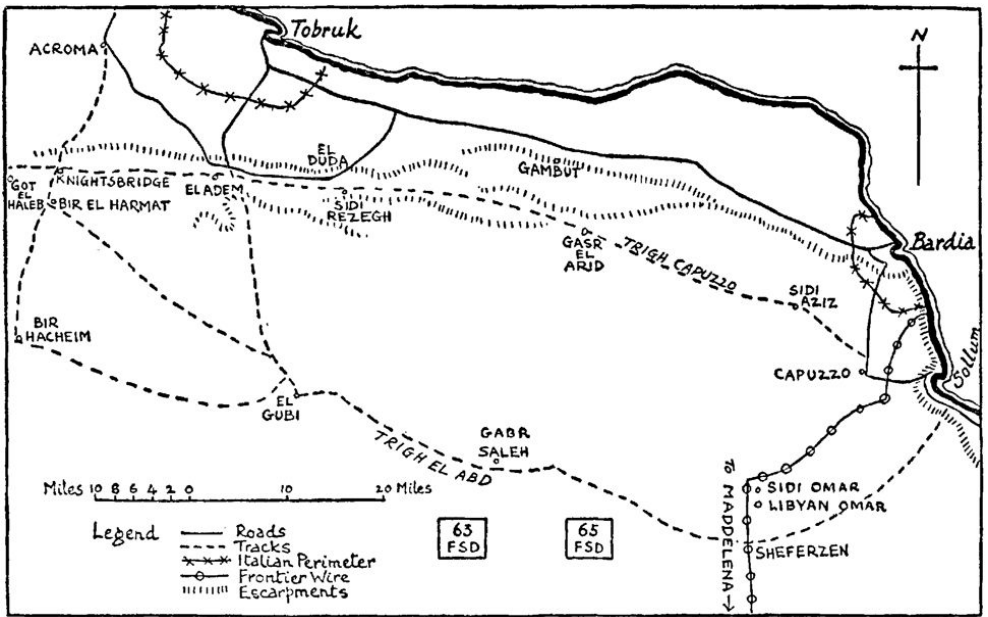 Tobruk
N
ACROMA
EL
DUDA
GAMBUT
GOT
EL
HALEB
KNIGHTSBRIDGE
BIR EL HARMAT
EL ADEM
SIDI
REZEGH
GASR
EL
ARID
TRIGH CAPUZZO
Bardia
SIDI
AZIZ
BIR
HACHEIM
CAPUZZO
Sollum
EL
GUBI
TRIGH EL ABD
GABR
SALEH
TO MADDELENA →
SIDI OMAR
LIBYAN OMAR
SHEFERZEN
Miles 10 8 6 4 2 0 10 20 Miles
Legend
Roads
Tracks
Italian Perimeter
Frontier Wire
Escarpments
63
FSD
65
FSD